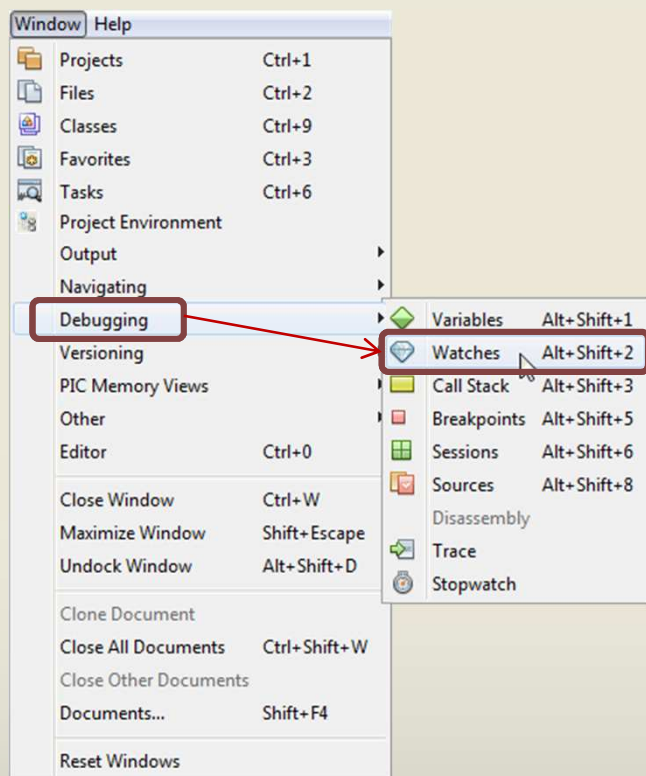 Window Help
Projects Ctrl+1
Files Ctrl+2
Classes Ctrl+9
Favorites Ctrl+3
Tasks Ctrl+6
Project Environment
Output
Navigating
Debugging
Versioning
PIC Memory Views
Other
Editor Ctrl+0
Close Window Ctrl+W
Maximize Window Shift+Escape
Undock Window Alt+Shift+D
Clone Document
Close All Documents Ctrl+Shift+W
Close Other Documents
Documents... Shift+F4
Reset Windows
Variables Alt+Shift+1
Watches Alt+Shift+2
Call Stack Alt+Shift+3
Breakpoints Alt+Shift+5
Sessions Alt+Shift+6
Sources Alt+Shift+8
Disassembly
Trace
Stopwatch